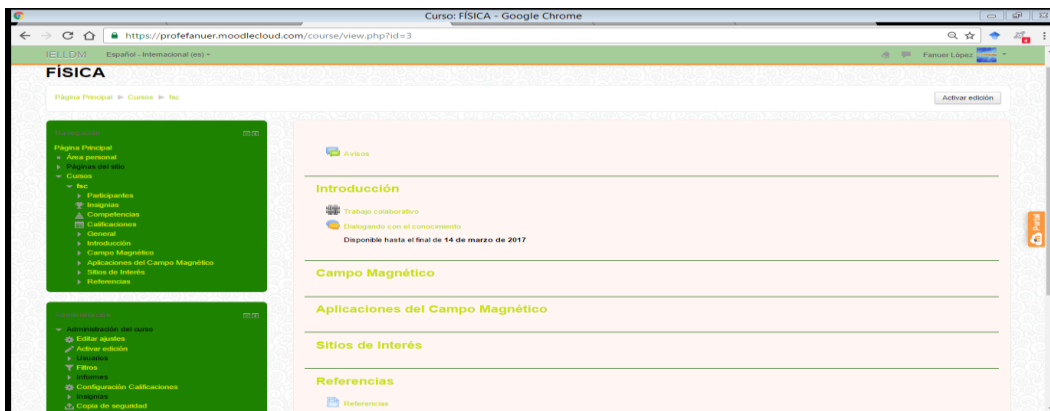 Curso: FÍSICA - Google Chrome
https://profefanuer.moodlecloud.com/course/view.php?id=3
IELLDM Español - Internacional (es)
Fanuer López
FÍSICA
Página Principal Cursos fsc
Activar edición
Navegación
Página Principal
Área personal
Páginas del sitio
Cursos
fsc
Participantes
Insignias
Competencias
Calificaciones
General
Introducción
Campo Magnético
Aplicaciones del Campo Magnético
Sitios de Interés
Referencias
Administración
Administración del curso
Editar ajustes
Activar edición
Usuarios
Filtros
Informes
Configuración Calificaciones
Insignias
Copia de seguridad
Avisos
Introducción
Trabajo colaborativo
Dialogando con el conocimiento
Disponible hasta el final de 14 de marzo de 2017
Campo Magnético
Aplicaciones del Campo Magnético
Sitios de Interés
Referencias
Referencias
Portal